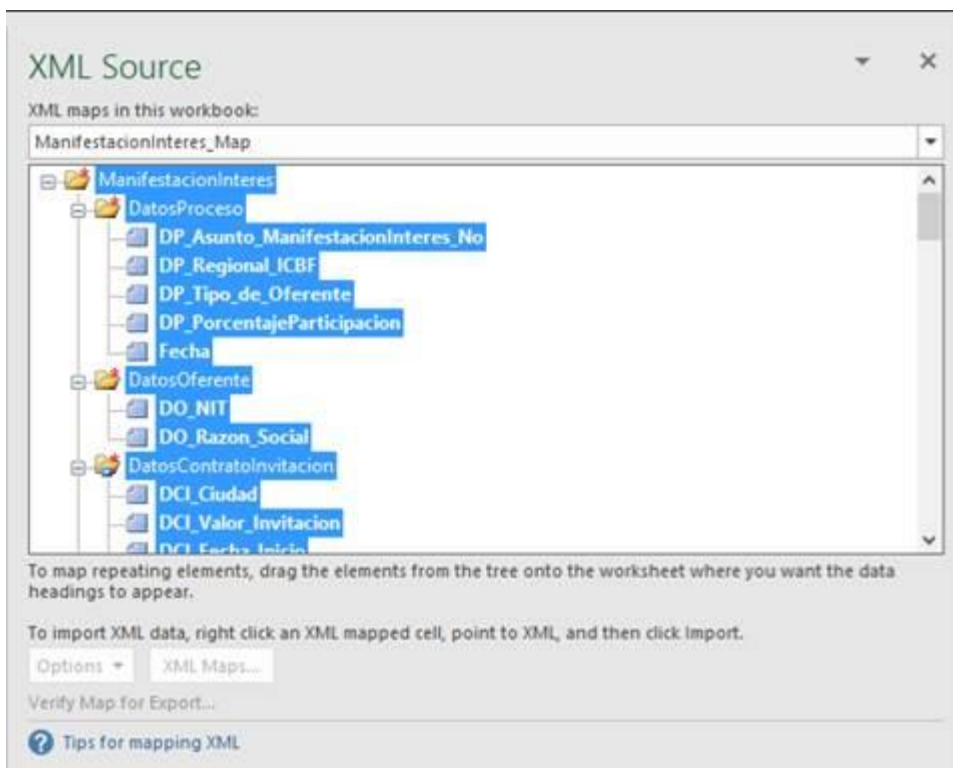 XML Source
XML maps in this workbook:
ManifestacionInteres_Map
ManifestacionInteres
DatosProceso
DP_Asunto_ManifestacionInteres_No
DP_Regional_ICBF
DP_Tipo_de_Oferente
DP_PorcentajeParticipacion
Fecha
DatosOferente
DO_NIT
DO_Razon_Social
DatosContratoInvitacion
DCI_Ciudad
DCI_Valor_Invitacion
DCI_Fecha_Inicio
To map repeating elements, drag the elements from the tree onto the worksheet where you want the data
headings to appear.
To import XML data, right click an XML mapped cell, point to XML, and then click Import.
Options XML Maps...
Verify Map for Export...
Tips for mapping XML